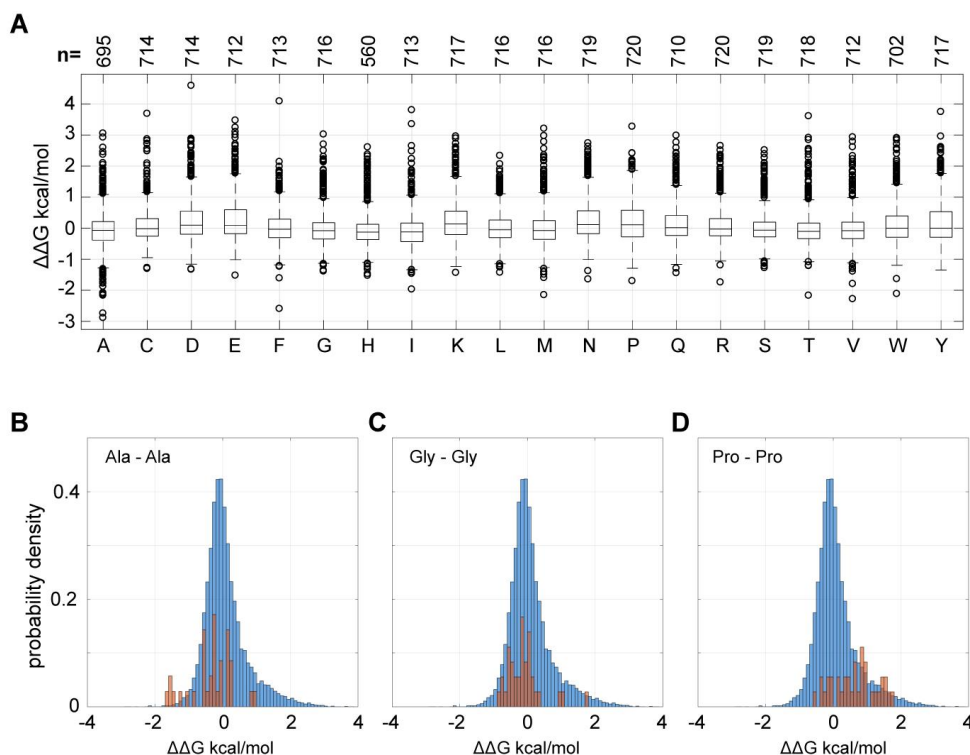 A
n= 695 714 714 712 713 716 560 713 717 716 716 719 720 710 720 719 718 712 702 717
ΔΔG kcal/mol
4
3
2
1
0
-1
-2
-3
A C D E F G H I K L M N P Q R S T V W Y
B C D
Ala - Ala Gly - Gly Pro - Pro
probability density
0.4
0.2
0
-4 -2 0 2 4 -2 0 2 4 -2 0 2 4
ΔΔG kcal/mol ΔΔG kcal/mol ΔΔG kcal/mol